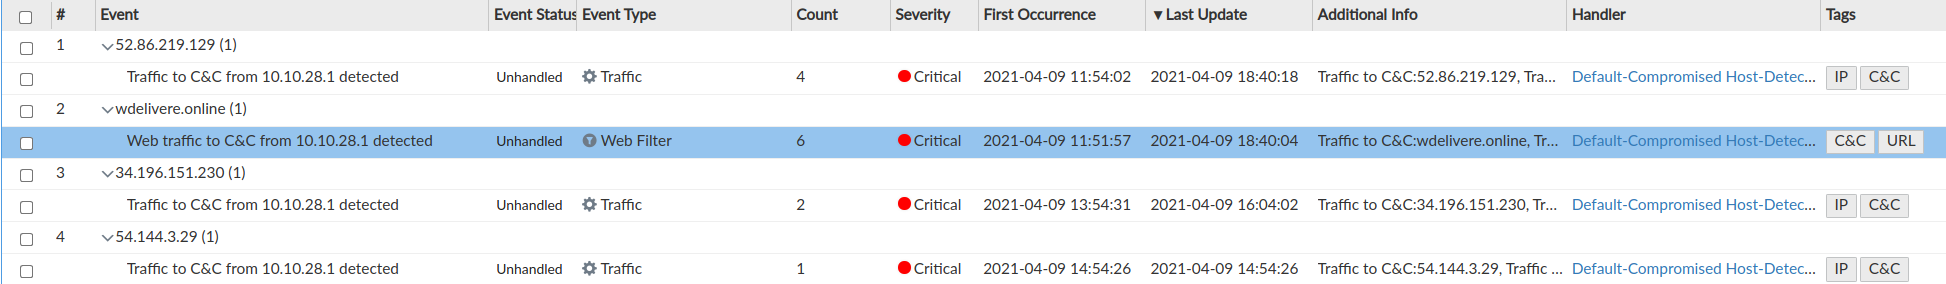 # Event Event Status Event Type Count Severity First Occurrence ▼Last Update Additional Info Handler Tags
1 52.86.219.129 (1)
Traffic to C&C from 10.10.28.1 detected Unhandled Traffic 4 Critical 2021-04-09 11:54:02 2021-04-09 18:40:18 Traffic to C&C:52.86.219.129, Tra... Default-Compromised Host-Detec... IP C&C
2 wdelivere.online (1)
Web traffic to C&C from 10.10.28.1 detected Unhandled Web Filter 6 Critical 2021-04-09 11:51:57 2021-04-09 18:40:04 Traffic to C&C:wdelivere.online, Tr... Default-Compromised Host-Detec... C&C URL
3 34.196.151.230 (1)
Traffic to C&C from 10.10.28.1 detected Unhandled Traffic 2 Critical 2021-04-09 13:54:31 2021-04-09 16:04:02 Traffic to C&C:34.196.151.230, Tr... Default-Compromised Host-Detec... IP C&C
4 54.144.3.29 (1)
Traffic to C&C from 10.10.28.1 detected Unhandled Traffic 1 Critical 2021-04-09 14:54:26 2021-04-09 14:54:26 Traffic to C&C:54.144.3.29, Traffic ... Default-Compromised Host-Detec... IP C&C